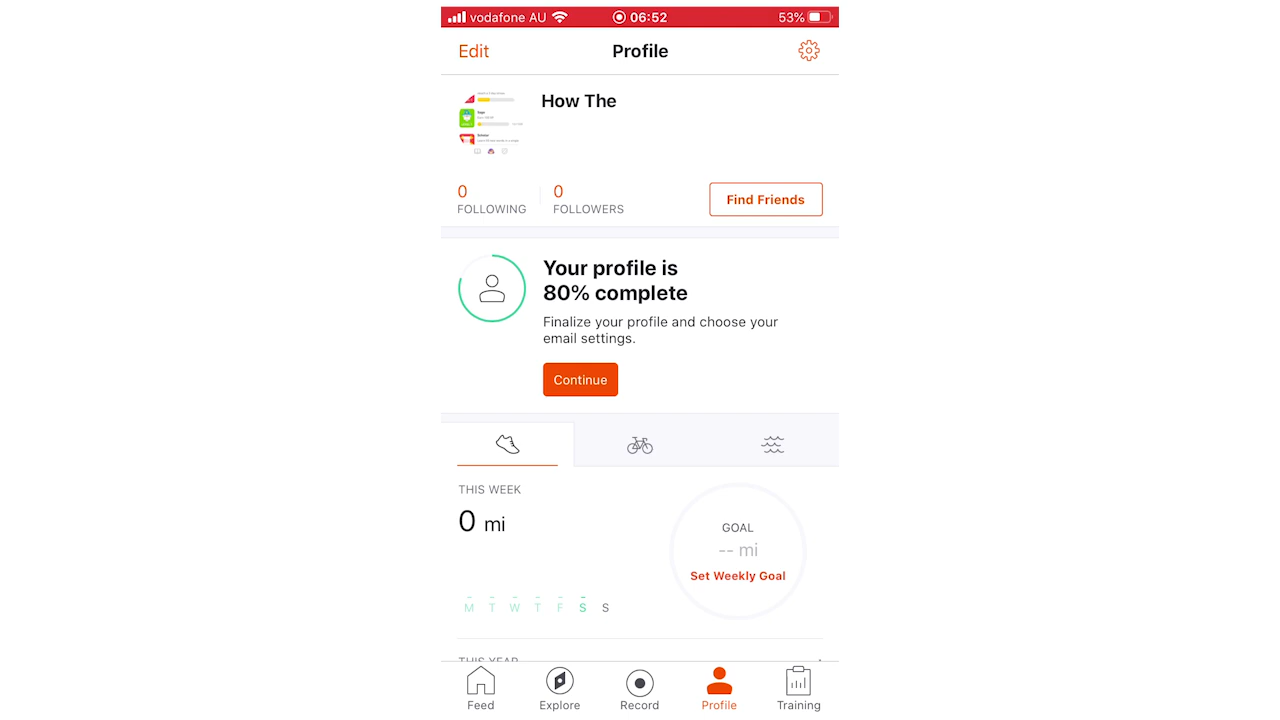 vodafone AU 06:52 53%
Edit Profile
How The
0 0
FOLLOWING FOLLOWERS
Find Friends
Your profile is
80% complete
Finalize your profile and choose your
email settings.
Continue
THIS WEEK
0 mi
GOAL
-- mi
Set Weekly Goal
M T W T F S S
THIS YEAR
Feed Explore Record Profile Training